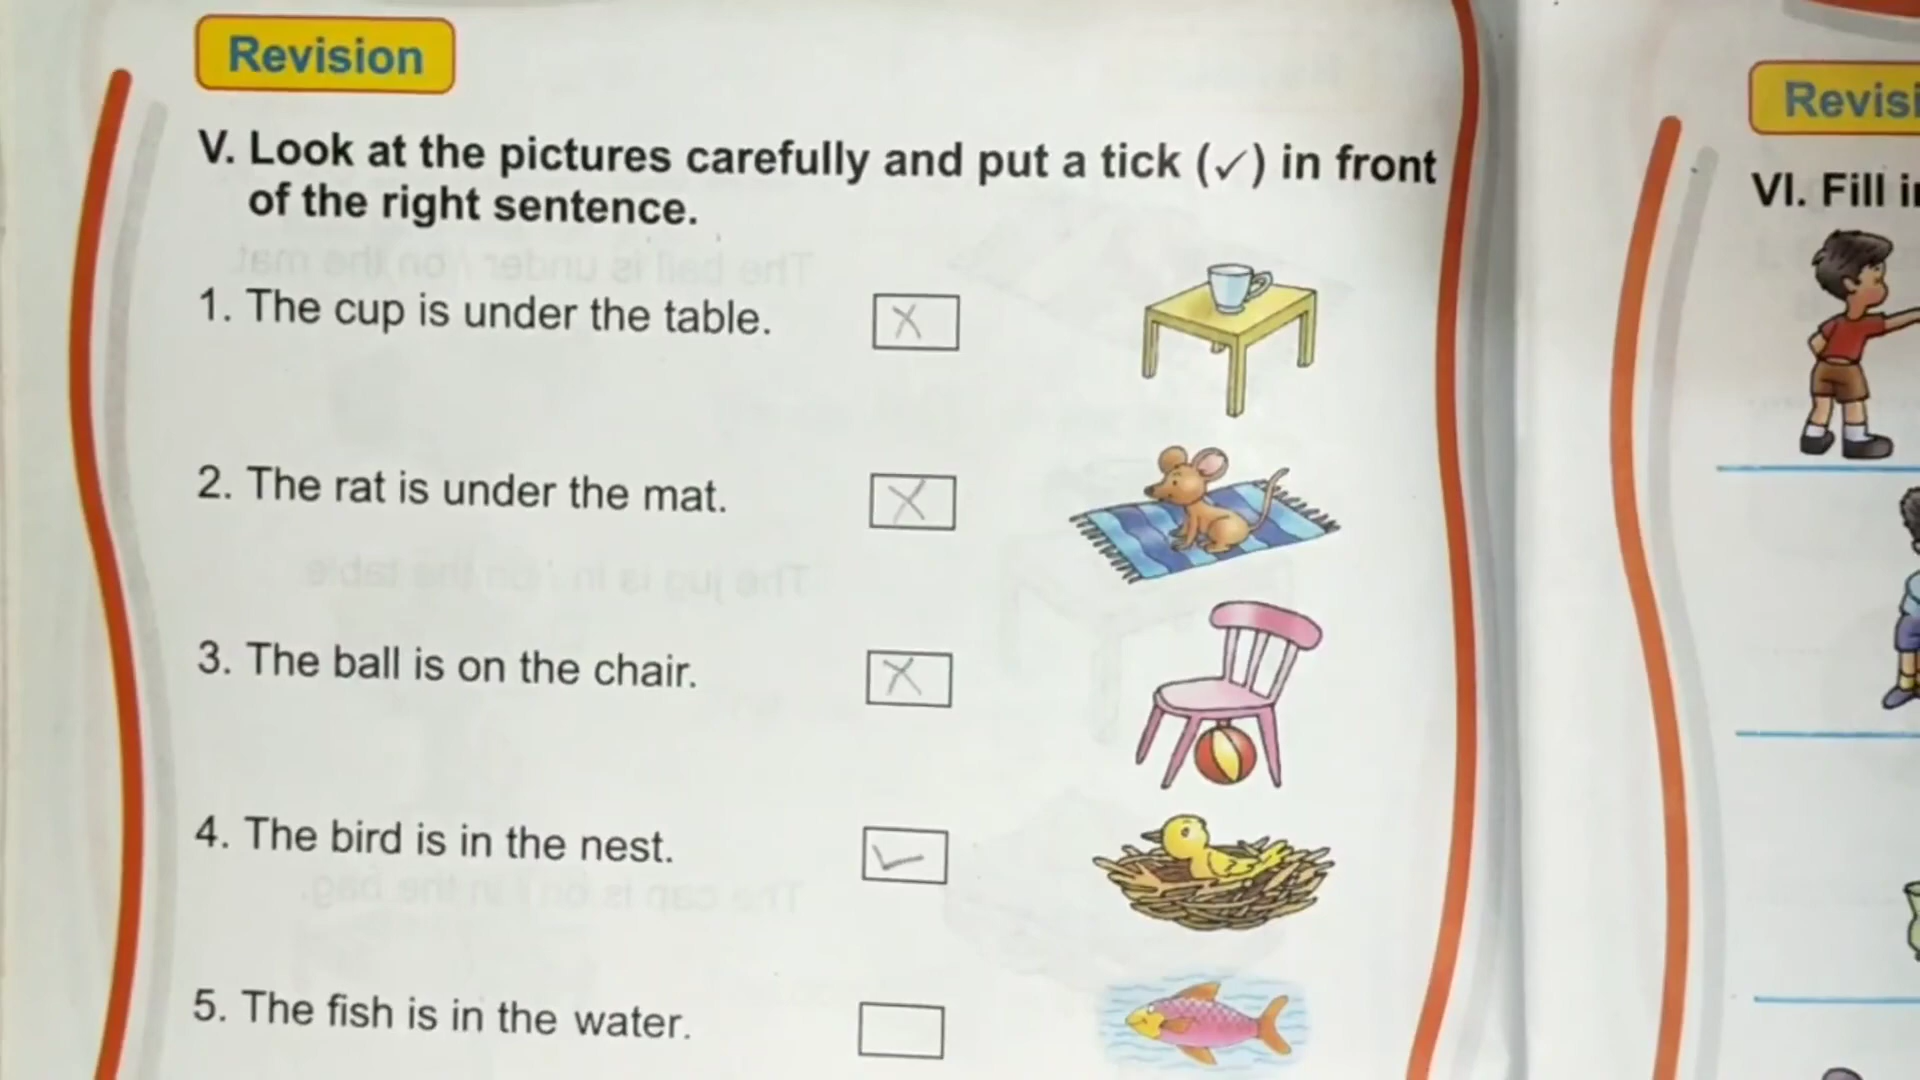 Revision
V. Look at the pictures carefully and put a tick (✓) in front
of the right sentence.
1. The cup is under the table.
2. The rat is under the mat.
3. The ball is on the chair.
4. The bird is in the nest.
5. The fish is in the water.
VI. Fill